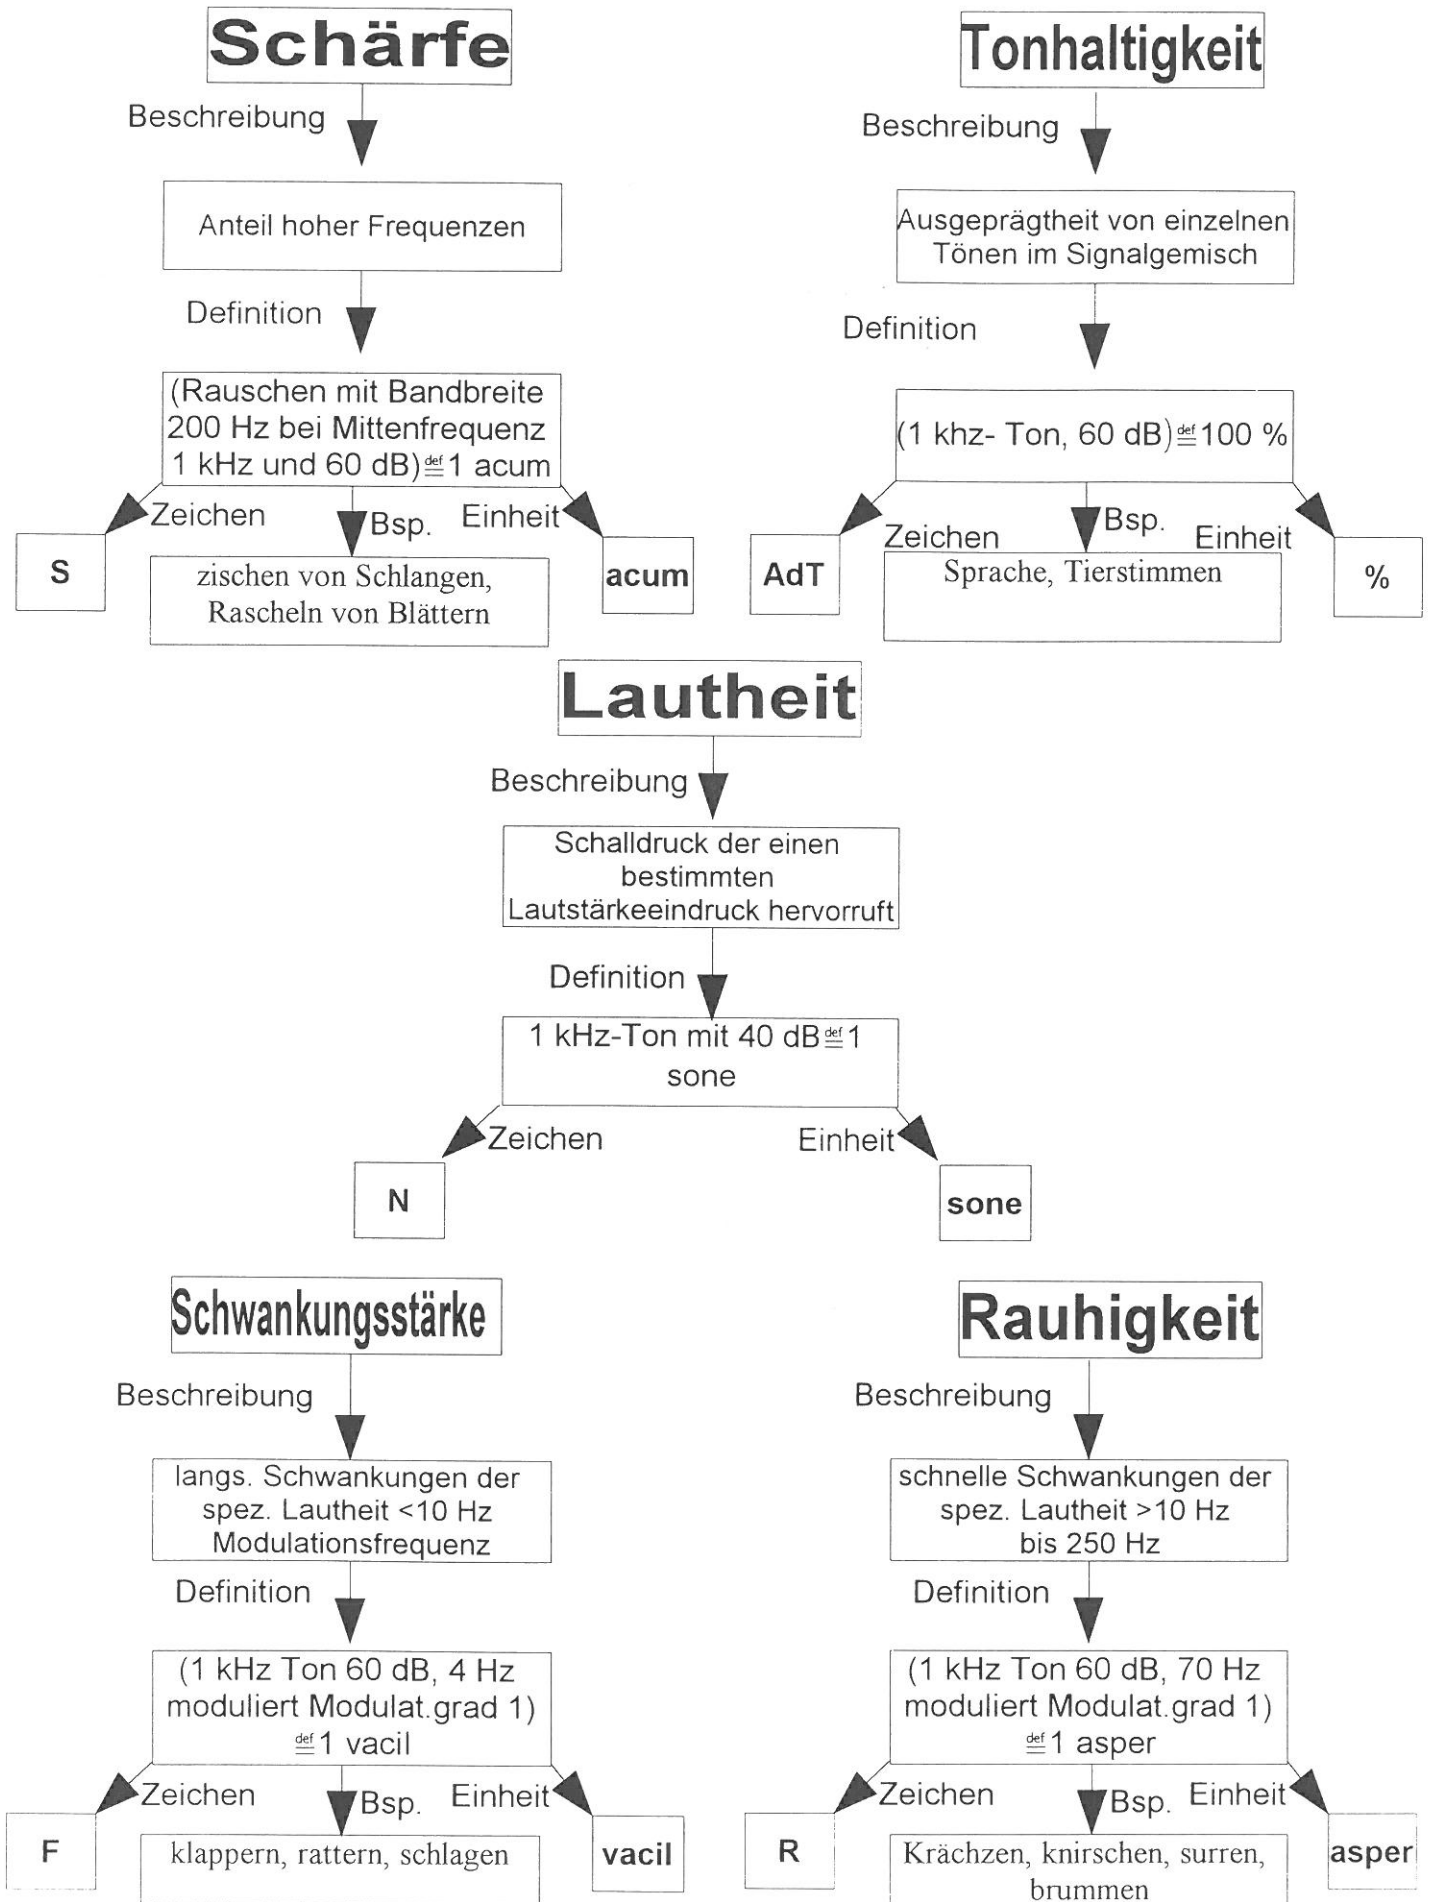 Schärfe
Beschreibung
Anteil hoher Frequenzen
Definition
(Rauschen mit Bandbreite
200 Hz bei Mittenfrequenz
1 kHz und 60 dB) def= 1 acum
Zeichen
Bsp.
Einheit
S
zischen von Schlangen,
Rascheln von Blättern
acum
Tonhaltigkeit
Beschreibung
Ausgeprägtheit von einzelnen
Tönen im Signalgemisch
Definition
(1 khz- Ton, 60 dB) def= 100 %
Zeichen
Bsp.
Einheit
AdT
Sprache, Tierstimmen
%
Lautheit
Beschreibung
Schalldruck der einen
bestimmten
Lautstärkeeindruck hervorruft
Definition
1 kHz-Ton mit 40 dB def= 1
sone
Zeichen
Einheit
N
sone
Schwankungsstärke
Beschreibung
langs. Schwankungen der
spez. Lautheit <10 Hz
Modulationsfrequenz
Definition
(1 kHz Ton 60 dB, 4 Hz
moduliert Modulat.grad 1)
def= 1 vacil
Zeichen
Bsp.
Einheit
F
klappern, rattern, schlagen
vacil
Rauhigkeit
Beschreibung
schnelle Schwankungen der
spez. Lautheit >10 Hz
bis 250 Hz
Definition
(1 kHz Ton 60 dB, 70 Hz
moduliert Modulat.grad 1)
def= 1 asper
Zeichen
Bsp.
Einheit
R
Krächzen, knirschen, surren,
brummen
asper